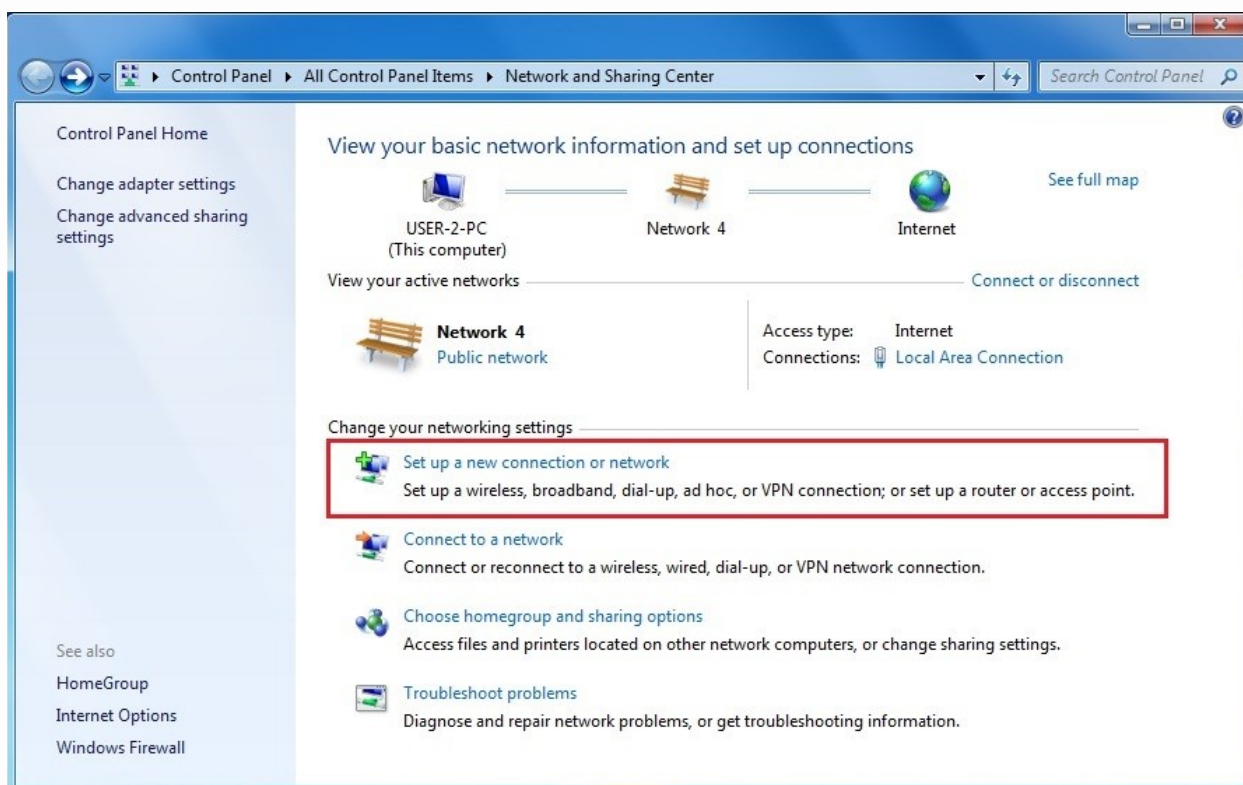 Control Panel ▸ All Control Panel Items ▸ Network and Sharing Center
Search Control Panel
Control Panel Home
Change adapter settings
Change advanced sharing
settings
See also
HomeGroup
Internet Options
Windows Firewall
View your basic network information and set up connections
See full map
USER-2-PC
(This computer)
Network 4
Internet
View your active networks
Connect or disconnect
Network 4
Public network
Access type: Internet
Connections: Local Area Connection
Change your networking settings
Set up a new connection or network
Set up a wireless, broadband, dial-up, ad hoc, or VPN connection; or set up a router or access point.
Connect to a network
Connect or reconnect to a wireless, wired, dial-up, or VPN network connection.
Choose homegroup and sharing options
Access files and printers located on other network computers, or change sharing settings.
Troubleshoot problems
Diagnose and repair network problems, or get troubleshooting information.